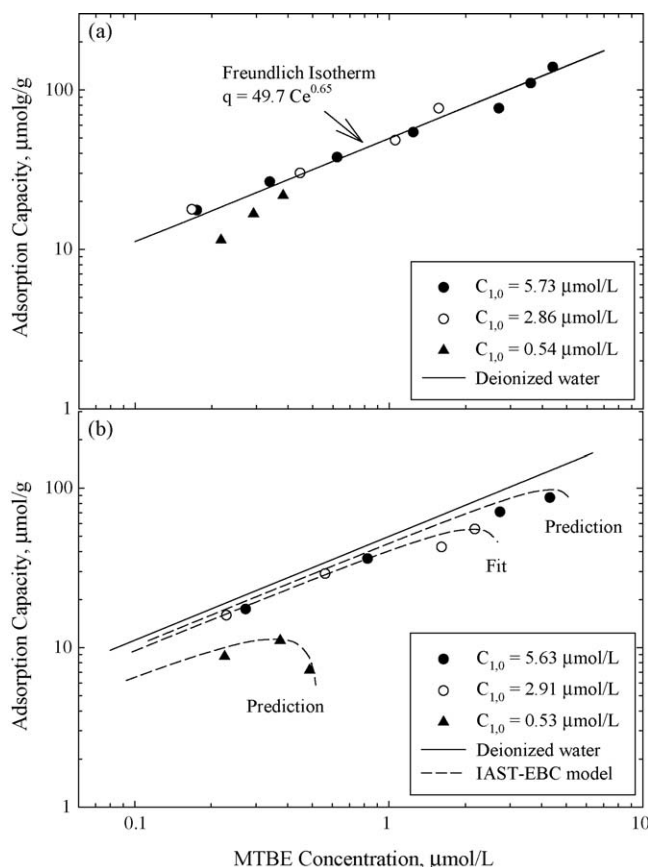 (a)
Freundlich Isotherm
q = 49.7 Ce^0.65
Adsorption Capacity, µmolg/g
100
10
1
C1,0 = 5.73 µmol/L
C1,0 = 2.86 µmol/L
C1,0 = 0.54 µmol/L
Deionized water
(b)
Adsorption Capacity, µmol/g
100
10
1
Prediction
Fit
Prediction
C1,0 = 5.63 µmol/L
C1,0 = 2.91 µmol/L
C1,0 = 0.53 µmol/L
Deionized water
IAST-EBC model
0.1 1 10
MTBE Concentration, µmol/L